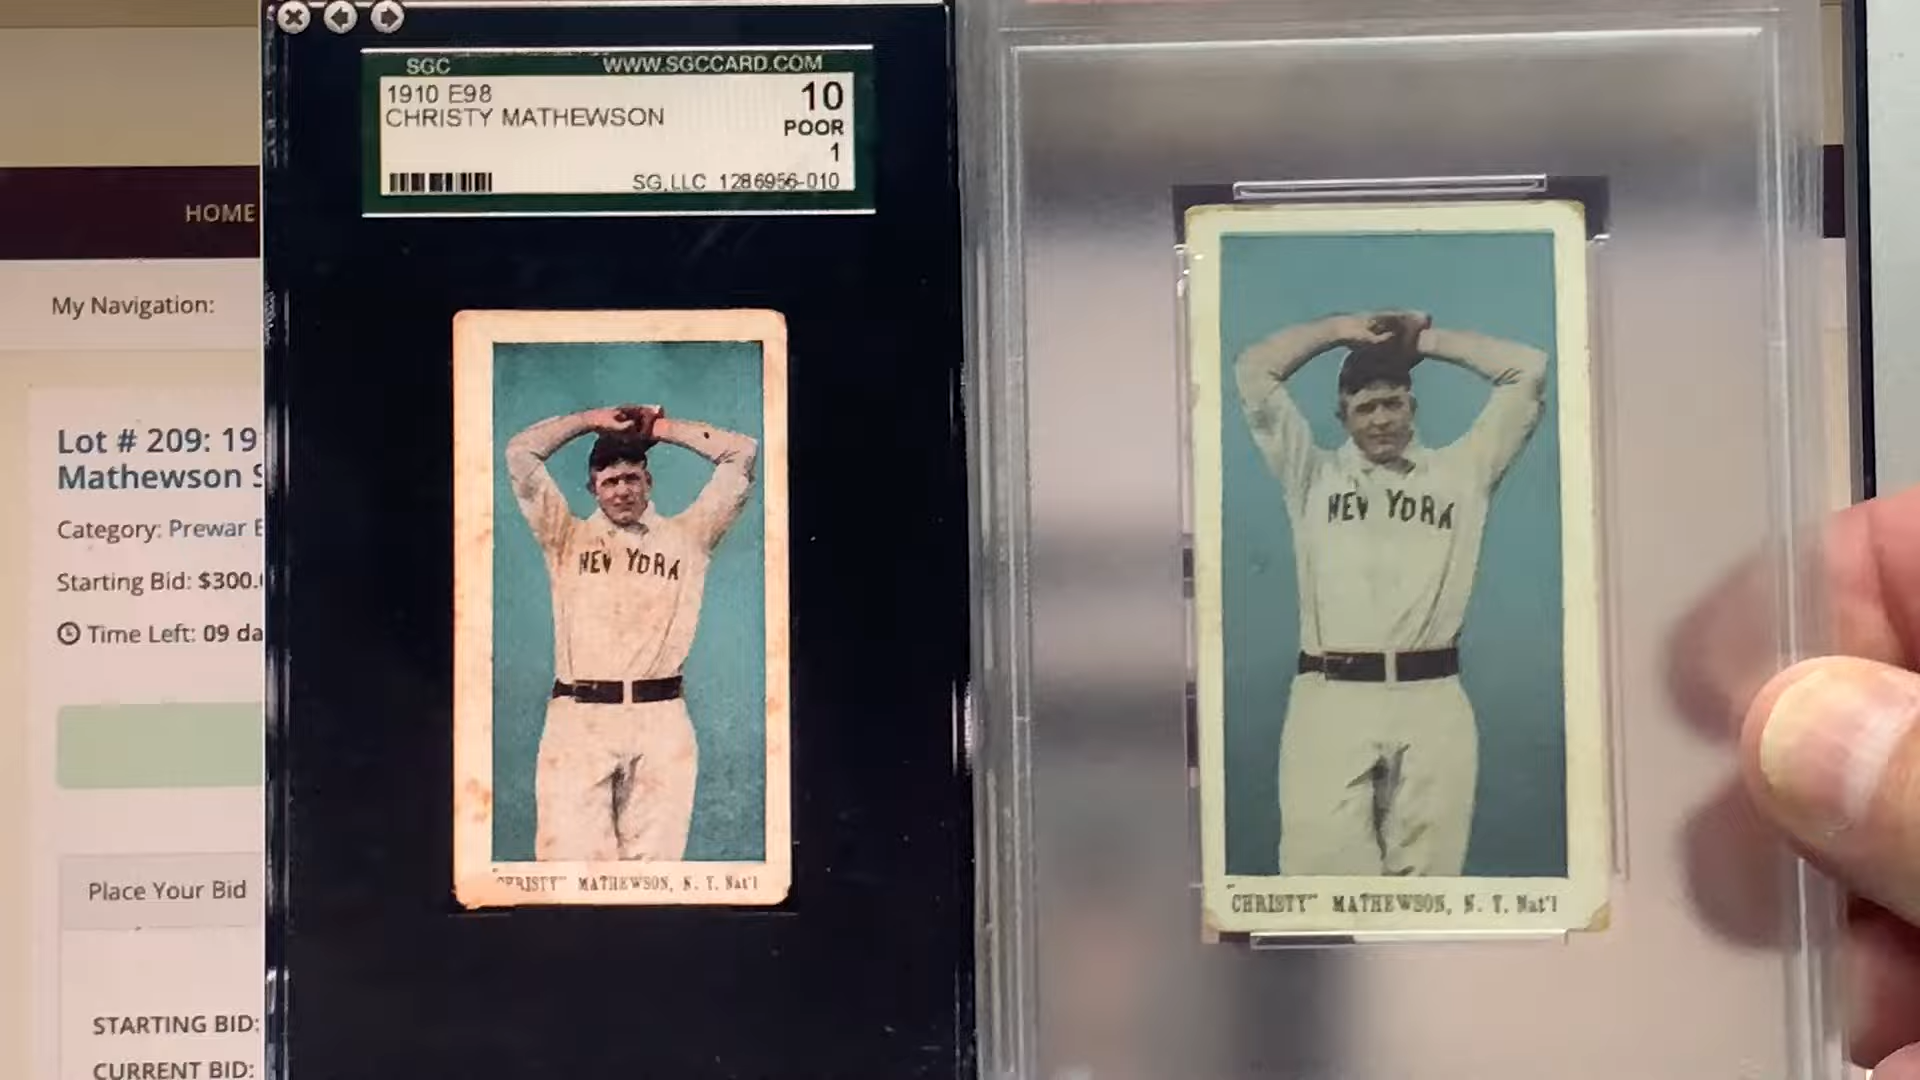 HOME
My Navigation:
Lot # 209: 19
Mathewson S
Category: Prewar E
Starting Bid: $300.
Time Left: 09 da
Place Your Bid
STARTING BID:
CURRENT BID:
SGC WWW.SGCCARD.COM
1910 E98 10
CHRISTY MATHEWSON POOR
1
SG,LLC 1286956-010
NEW YORK
"CHRISTY" MATHEWSON, N. Y. Nat'l
NEW YORK
"CHRISTY" MATHEWSON, N. Y. Nat'l